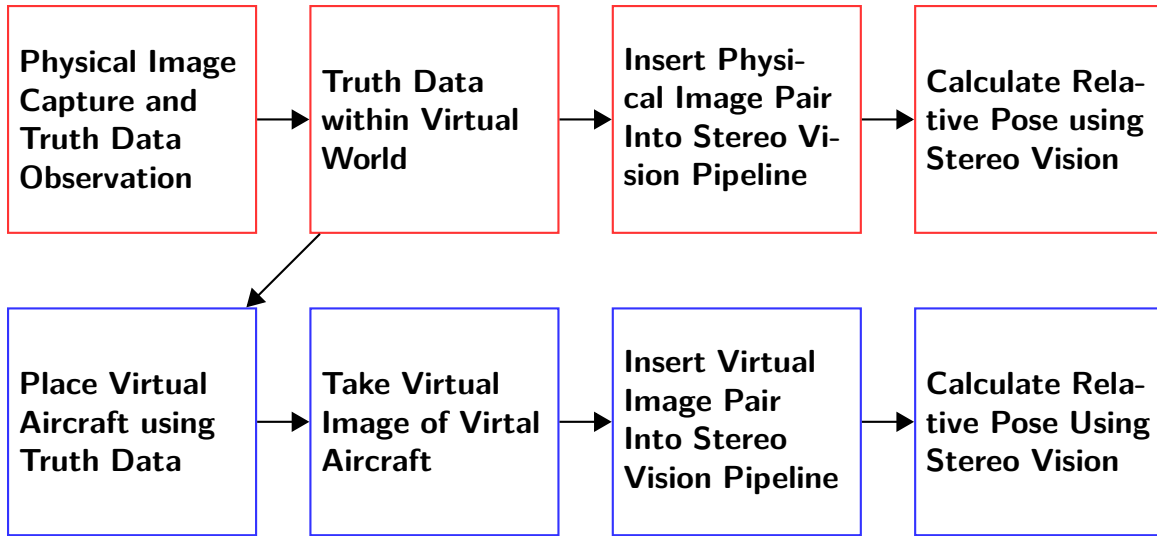 Physical Image
Capture and
Truth Data
Observation
Truth Data
within Virtual
World
Insert Physi-
cal Image Pair
Into Stereo Vi-
sion Pipeline
Calculate Rela-
tive Pose using
Stereo Vision
Place Virtual
Aircraft using
Truth Data
Take Virtual
Image of Virtal
Aircraft
Insert Virtual
Image Pair
Into Stereo
Vision Pipeline
Calculate Rela-
tive Pose Using
Stereo Vision